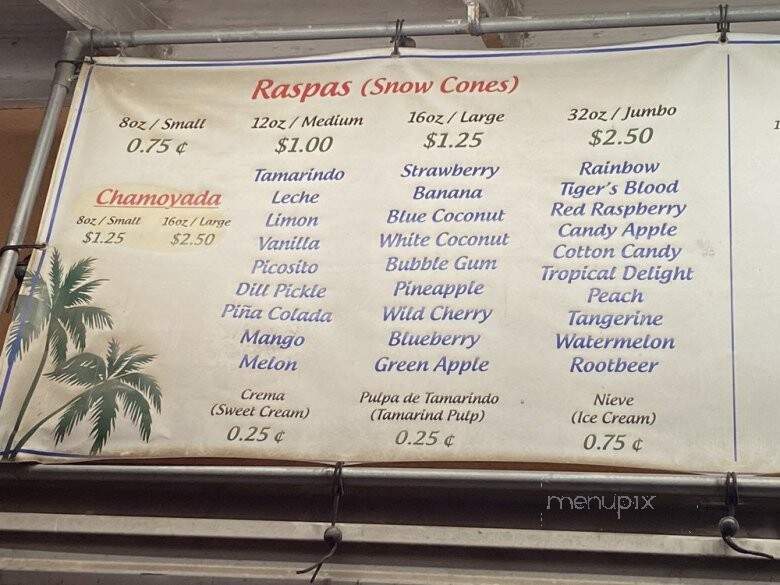 Raspas (Snow Cones)
8oz / Small
0.75 ¢
12oz / Medium
$1.00
16oz / Large
$1.25
32oz / Jumbo
$2.50
Chamoyada
8oz / Small 16oz / Large
$1.25 $2.50
Tamarindo
Leche
Limon
Vanilla
Picosito
Dill Pickle
Piña Colada
Mango
Melon
Strawberry
Banana
Blue Coconut
White Coconut
Bubble Gum
Pineapple
Wild Cherry
Blueberry
Green Apple
Rainbow
Tiger's Blood
Red Raspberry
Candy Apple
Cotton Candy
Tropical Delight
Peach
Tangerine
Watermelon
Rootbeer
Crema
(Sweet Cream)
0.25 ¢
Pulpa de Tamarindo
(Tamarind Pulp)
0.25 ¢
Nieve
(Ice Cream)
0.75 ¢
menupix